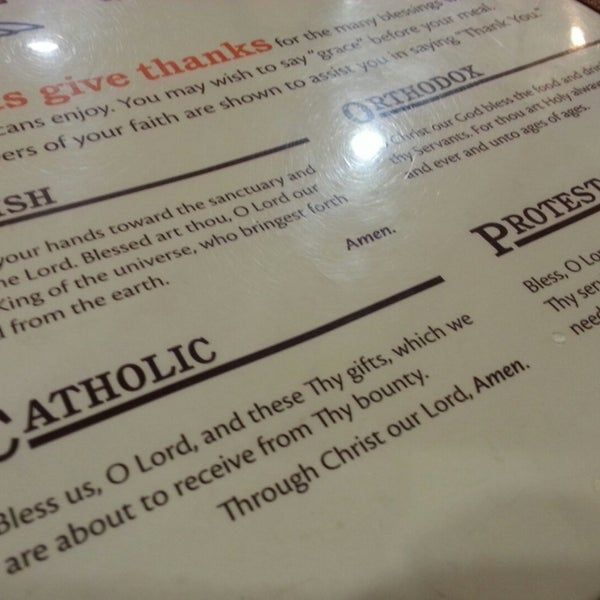 s give thanks for the many blessings
cans enjoy. You may wish to say "grace" before your meal.
ers of your faith are shown to assist you in saying "Thank You."
ISH
your hands toward the sanctuary and
he Lord. Blessed art thou, O Lord our
King of the universe, who bringest forth
d from the earth.
Amen.
ORTHODOX
Christ our God bless the food and drin
thy Servants. For thou art Holy alway
and ever and unto ages of ages.
CATHOLIC
Bless us, O Lord, and these Thy gifts, which we
are about to receive from Thy bounty.
Through Christ our Lord, Amen.
PROTEST
Bless, O Lor
Thy ser
need